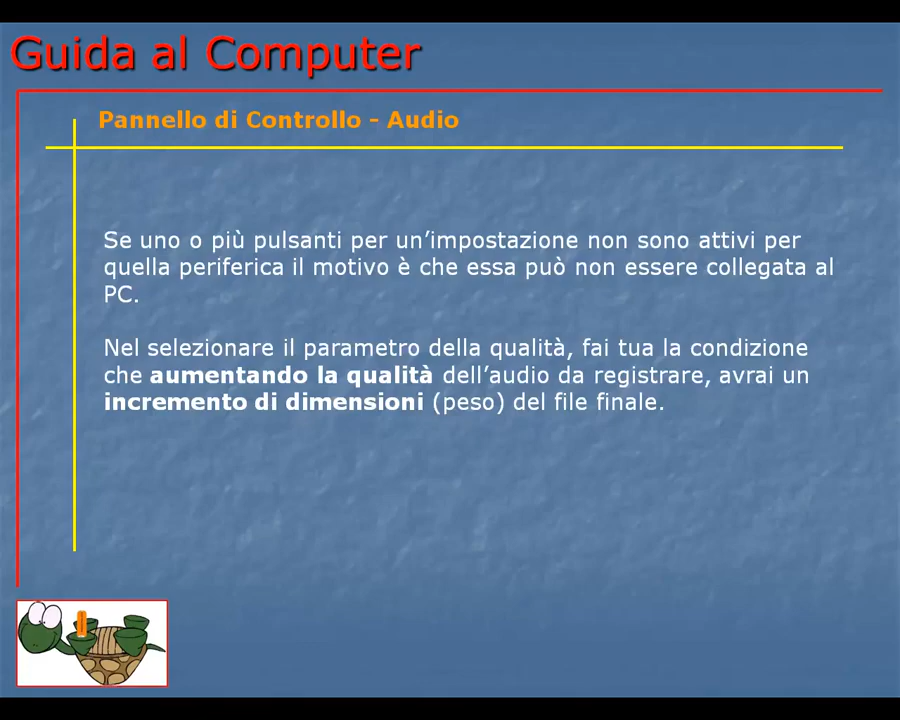 Guida al Computer
Pannello di Controllo - Audio
Se uno o più pulsanti per un’impostazione non sono attivi per
quella periferica il motivo è che essa può non essere collegata al
PC.
Nel selezionare il parametro della qualità, fai tua la condizione
che aumentando la qualità dell’audio da registrare, avrai un
incremento di dimensioni (peso) del file finale.